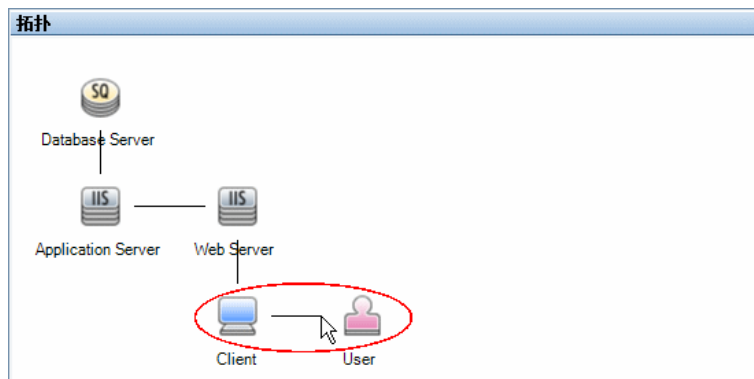 拓扑
SQ
Database Server
IIS
IIS
Application Server
Web Server
Client
User